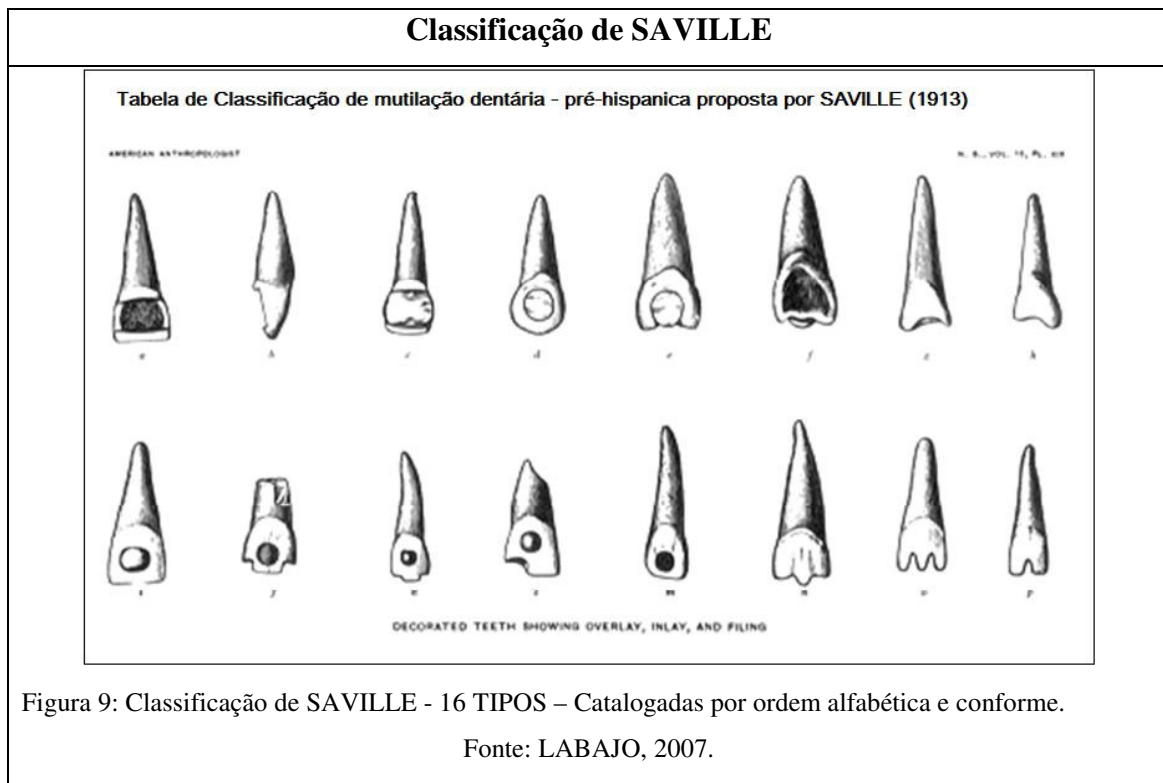 Classificação de SAVILLE
Tabela de Classificação de mutilação dentária - pré-hispanica proposta por SAVILLE (1913)
AMERICAN ANTHROPOLOGIST
N. S., VOL. PL.
a b c d e f g h
m n o p
DECORATED TEETH SHOWING OVERLAY, INLAY, AND FILING
Figura 9: Classificação de SAVILLE - 16 TIPOS – Catalogadas por ordem alfabética e conforme.
Fonte: LABAJO, 2007.